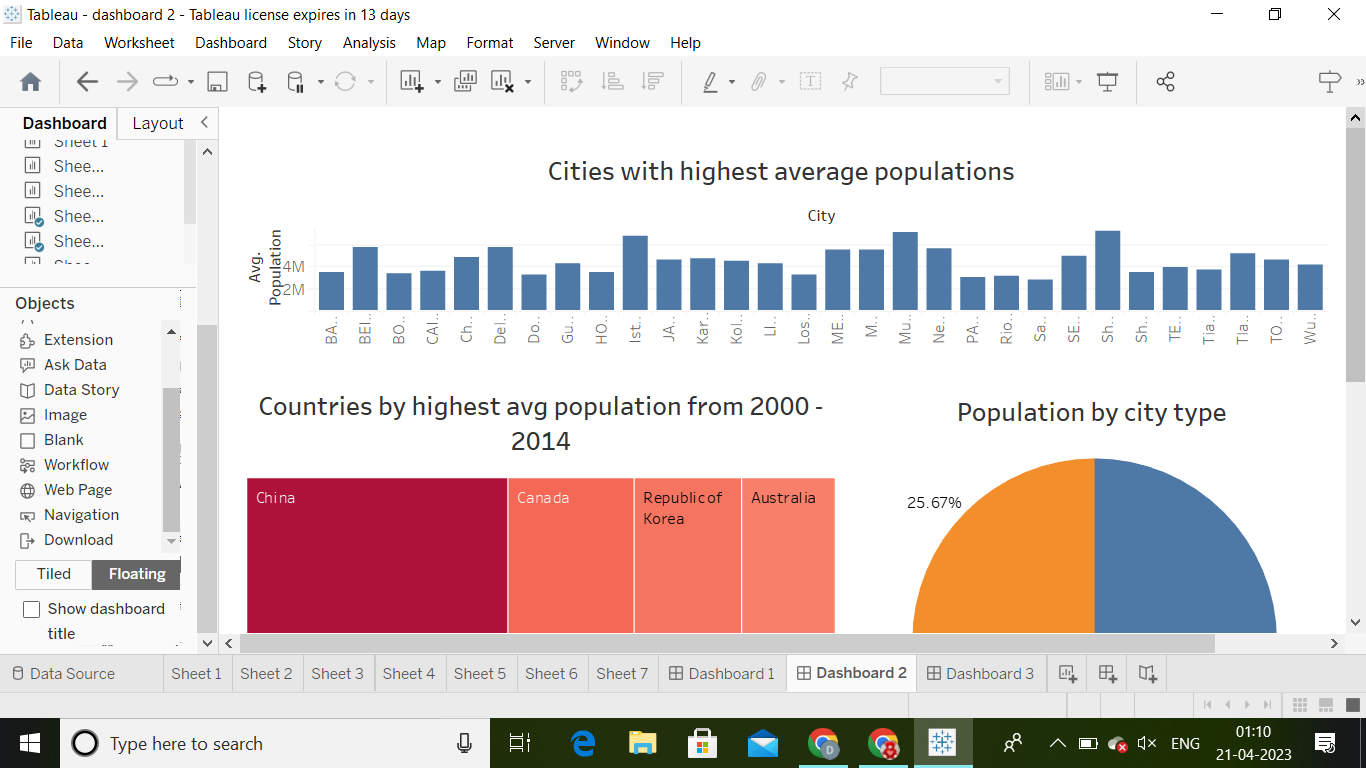 Tableau - dashboard 2 - Tableau license expires in 13 days
File Data Worksheet Dashboard Story Analysis Map Format Server Window Help
Dashboard Layout
Sheet 1
Shee...
Shee...
Shee...
Shee...
Objects
Extension
Ask Data
Data Story
Image
Blank
Workflow
Web Page
Navigation
Download
Tiled Floating
Show dashboard
title
Cities with highest average populations
City
Avg.
Population
4M
2M
BA..
BEI..
BO..
CAI..
Ch..
Del..
Do..
Gu..
HO..
Ist..
JA..
Kar..
Kol..
LI..
Los..
ME..
M..
Mu..
Ne..
PA..
Rio..
Sa..
SE..
Sh..
Sh..
TE..
Tia..
Tla..
TO..
Wu..
Countries by highest avg population from 2000 -
2014
China
Canada
Republic of
Korea
Australia
Population by city type
25.67%
Data Source Sheet 1 Sheet 2 Sheet 3 Sheet 4 Sheet 5 Sheet 6 Sheet 7 Dashboard 1 Dashboard 2 Dashboard 3
Type here to search
ENG
01:10
21-04-2023